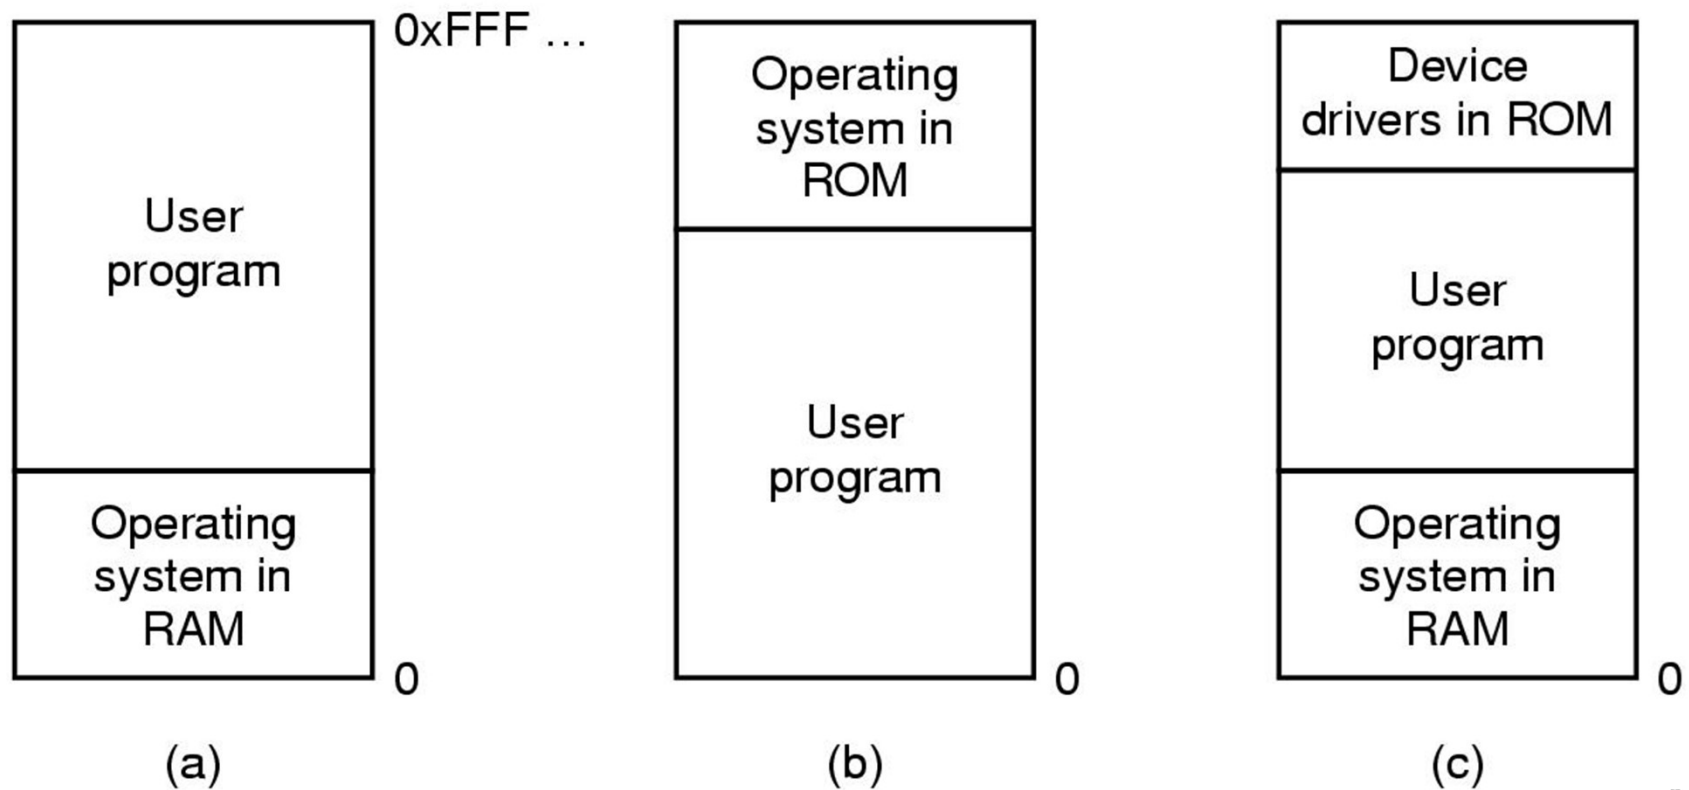 0xFFF ...
User
program
Operating
system in
RAM
0
(a)
Operating
system in
ROM
User
program
0
(b)
Device
drivers in ROM
User
program
Operating
system in
RAM
0
(c)